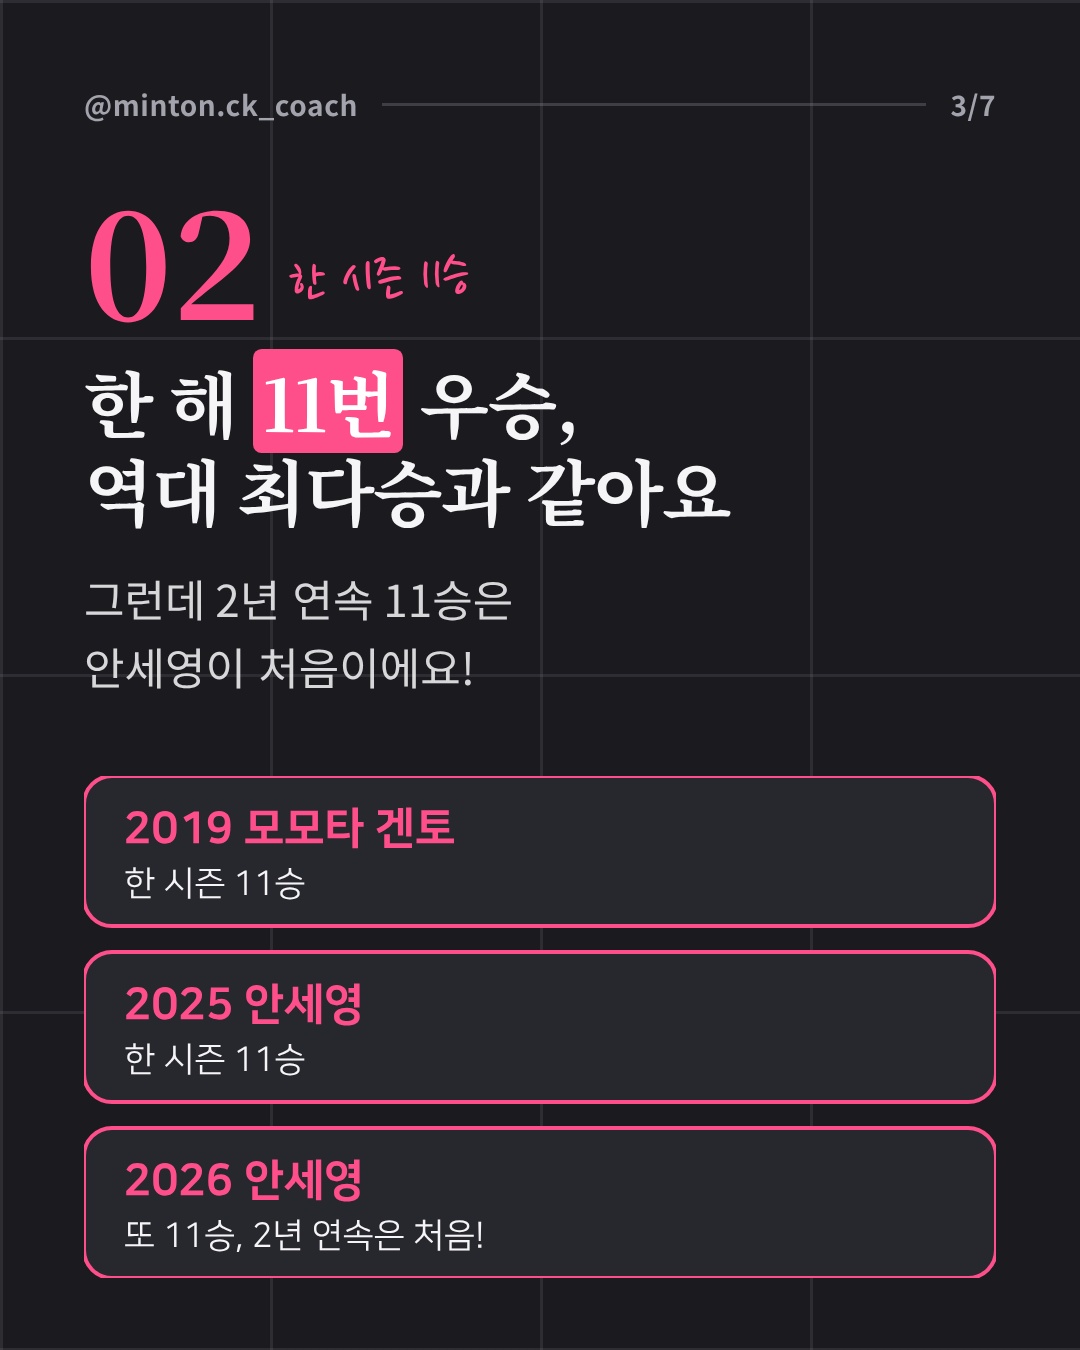 @minton.ck_coach 3/7
02 한 시즌 11승
한 해 11번 우승,
역대 최다승과 같아요
그런데 2년 연속 11승은
안세영이 처음이에요!
2019 모모타 겐토
한 시즌 11승
2025 안세영
한 시즌 11승
2026 안세영
또 11승, 2년 연속은 처음!